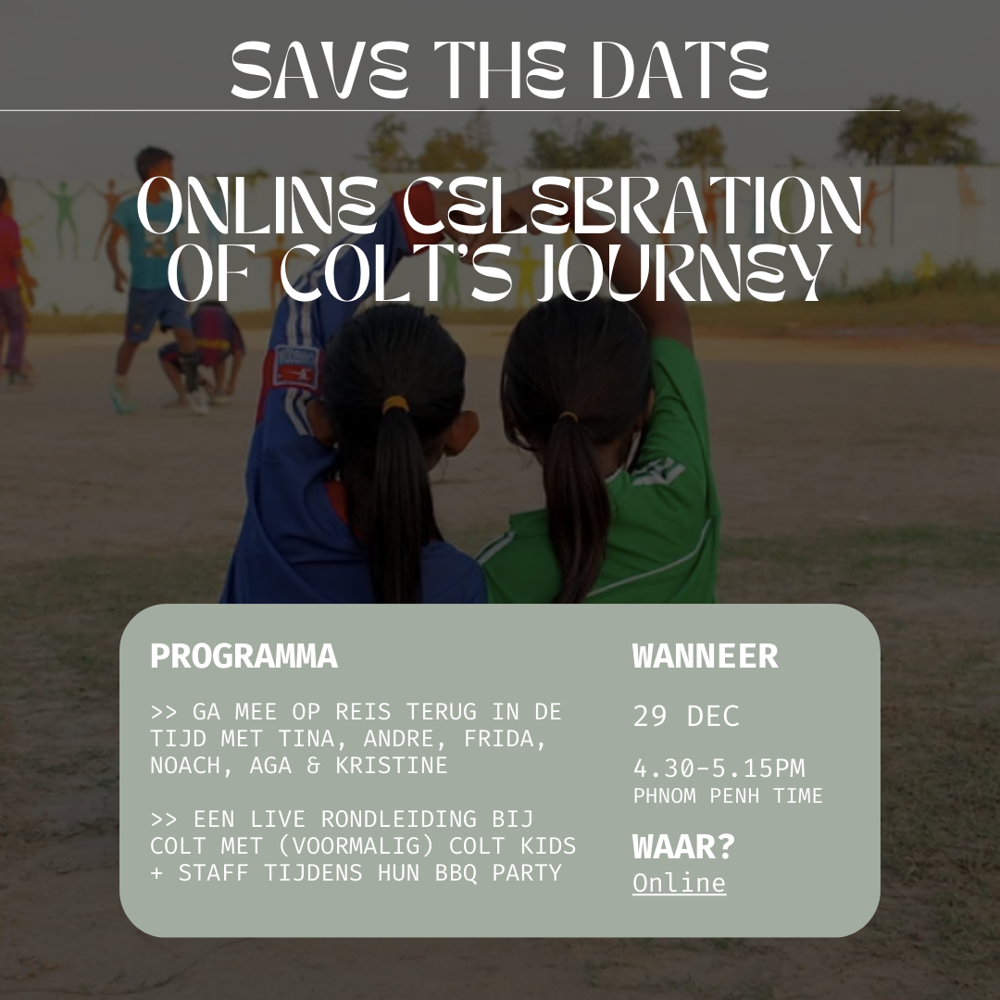 SAVE THE DATE
ONLINE CELEBRATION
OF COLT'S JOURNEY
PROGRAMMA
>> GA MEE OP REIS TERUG IN DE
TIJD MET TINA, ANDRE, FRIDA,
NOACH, AGA & KRISTINE
>> EEN LIVE RONDLEIDING BIJ
COLT MET (VOORMALIG) COLT KIDS
+ STAFF TIJDENS HUN BBQ PARTY
WANNEER
29 DEC
4.30-5.15PM
PHNOM PENH TIME
WAAR?
Online